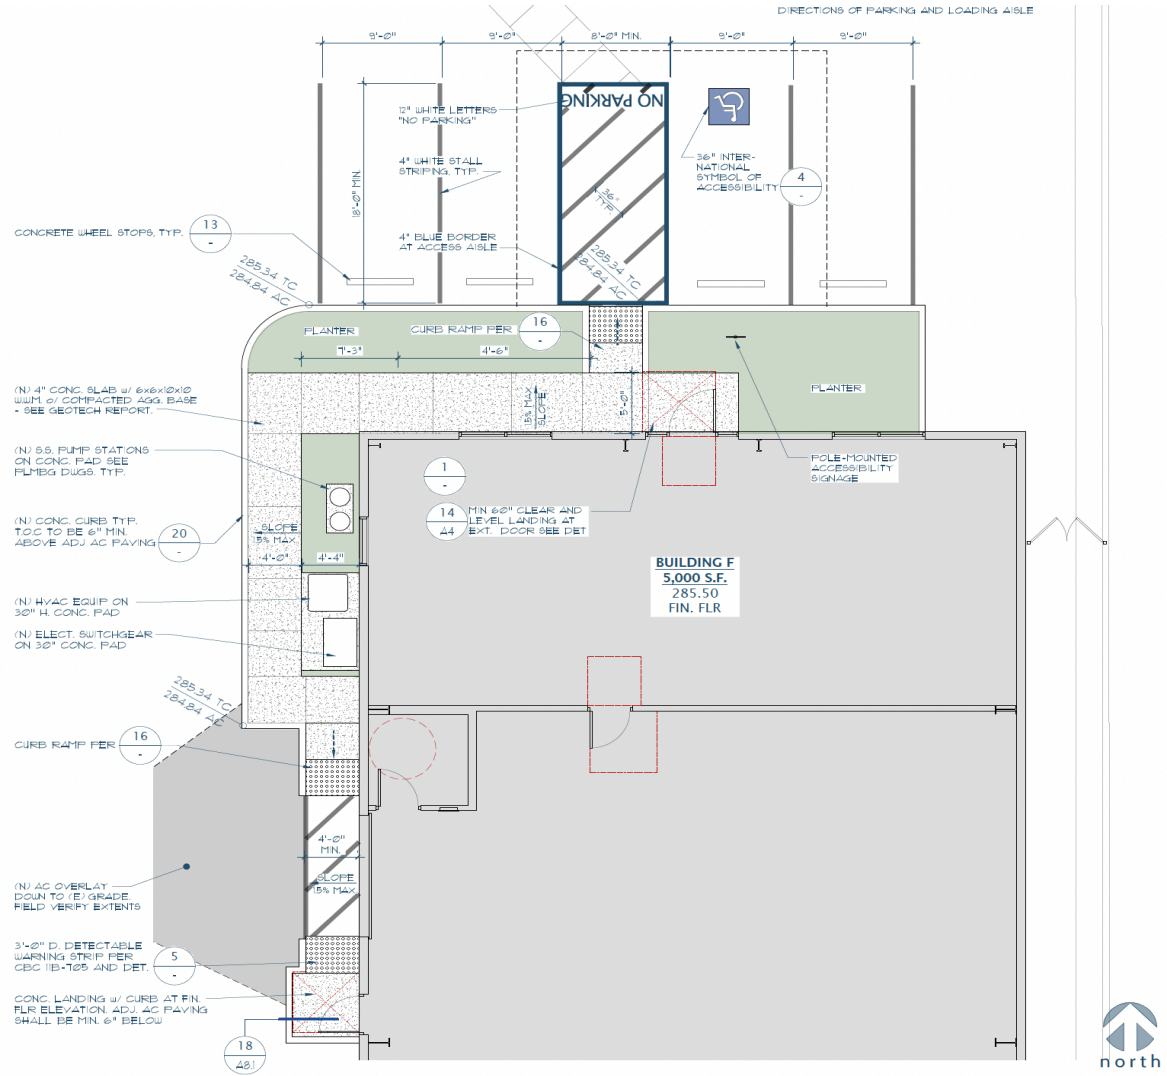 DIRECTIONS OF PARKING AND LOADING AISLE
9'-0"
9'-0"
8'-0" MIN.
9'-0"
9'-0"
NO PARKING
12" WHITE LETTERS
"NO PARKING"
4" WHITE STALL
STRIPING, TYP.
18'-0" MIN.
36"
TYP.
36" INTER-
NATIONAL
SYMBOL OF
ACCESSIBILITY
4
-
CONCRETE WHEEL STOPS, TYP.
13
-
4" BLUE BORDER
AT ACCESS AISLE
285.34 TC
284.84 AC
285.34 TC
284.84 AC
PLANTER
CURB RAMP PER
16
-
7'-3"
4'-6"
(N) 4" CONC. SLAB w/ 6x6x10x10
W.W.M. o/ COMPACTED AGG. BASE
- SEE GEOTECH REPORT.
1.5% MAX
SLOPE
5'-0"
PLANTER
(N) S.S. PUMP STATIONS
ON CONC. PAD SEE
PLMBG DWGS. TYP.
1
-
POLE-MOUNTED
ACCESSIBILITY
SIGNAGE
14
A4
MIN 60" CLEAR AND
LEVEL LANDING AT
EXT. DOOR SEE DET
(N) CONC. CURB TYP.
T.O.C TO BE 6" MIN.
ABOVE ADJ AC PAVING
20
-
SLOPE
1.5% MAX
4'-0"
4'-4"
BUILDING F
5,000 S.F.
285.50
FIN. FLR
(N) HVAC EQUIP ON
30" H. CONC. PAD
(N) ELECT. SWITCHGEAR
ON 30" CONC. PAD
285.34 TC
284.84 AC
CURB RAMP PER
16
-
4'-0"
MIN.
SLOPE
1.5% MAX
(N) AC OVERLAY
DOWN TO (E) GRADE.
FIELD VERIFY EXTENTS
3'-0" D. DETECTABLE
WARNING STRIP PER
CBC 11B-705 AND DET.
5
-
CONC. LANDING w/ CURB AT FIN.
FLR ELEVATION. ADJ. AC PAVING
SHALL BE MIN. 6" BELOW
18
A8.1
north